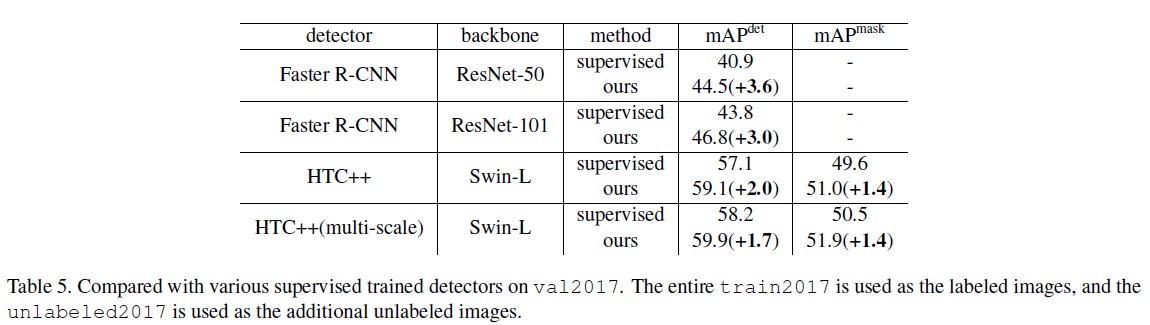 detector backbone method mAPdet mAPmask
Faster R-CNN ResNet-50 supervised 40.9 -
ours 44.5(+3.6) -
Faster R-CNN ResNet-101 supervised 43.8 -
ours 46.8(+3.0) -
HTC++ Swin-L supervised 57.1 49.6
ours 59.1(+2.0) 51.0(+1.4)
HTC++(multi-scale) Swin-L supervised 58.2 50.5
ours 59.9(+1.7) 51.9(+1.4)
Table 5. Compared with various supervised trained detectors on val2017. The entire train2017 is used as the labeled images, and the
unlabeled2017 is used as the additional unlabeled images.